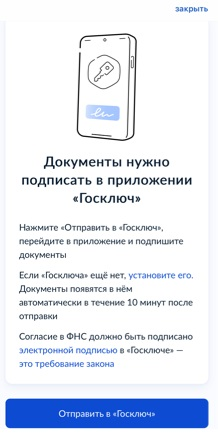 закрыть
Документы нужно
подписать в приложении
«Госключ»
Нажмите «Отправить в «Госключ»,
перейдите в приложение и подпишите
документы
Если «Госключа» ещё нет, установите его.
Документы появятся в нём
автоматически в течение 10 минут после
отправки
Согласие в ФНС должно быть подписано
электронной подписью в «Госключе» —
это требование закона
Отправить в «Госключ»